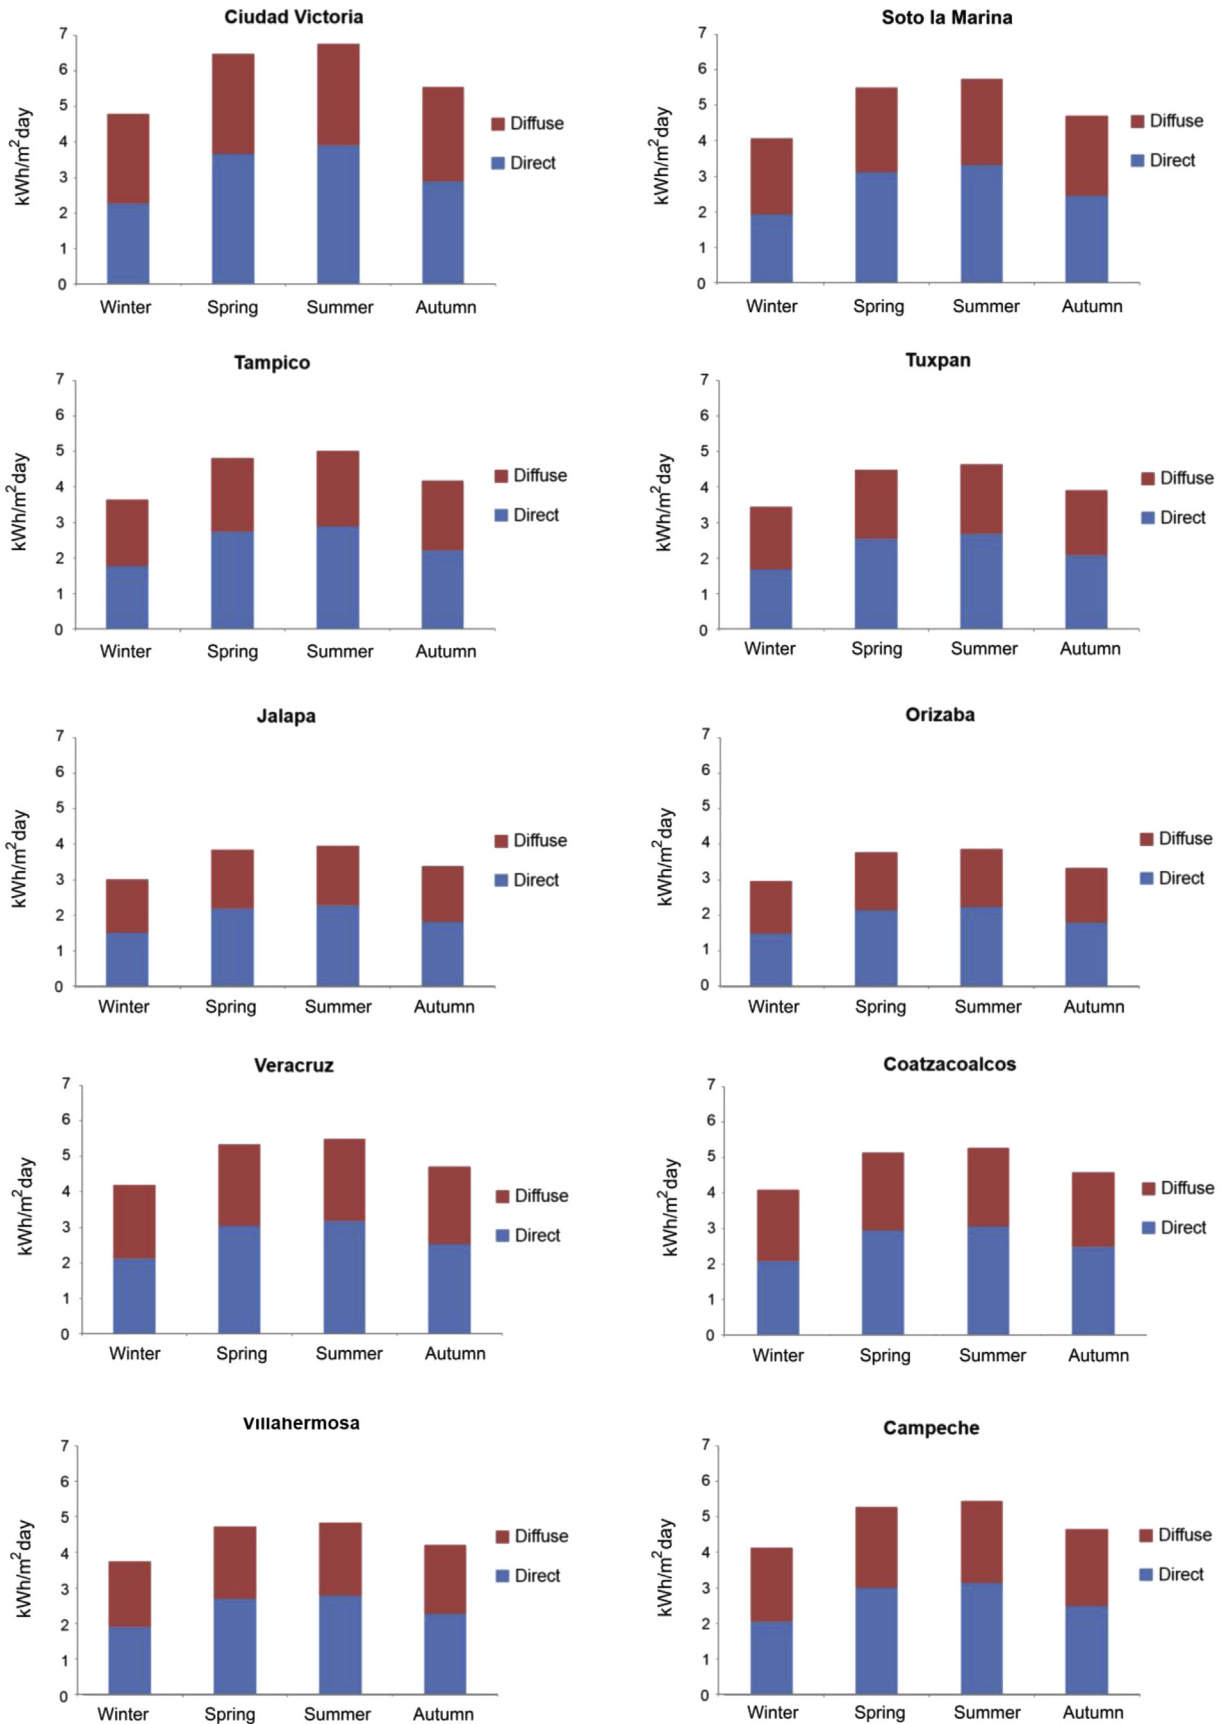 Ciudad Victoria
7
6
5
4
3
2
1
0
kWh/m²day
Winter Spring Summer Autumn
Diffuse
Direct
Soto la Marina
7
6
5
4
3
2
1
0
kWh/m²day
Winter Spring Summer Autumn
Diffuse
Direct
Tampico
7
6
5
4
3
2
1
0
kWh/m²day
Winter Spring Summer Autumn
Diffuse
Direct
Tuxpan
7
6
5
4
3
2
1
0
kWh/m²day
Winter Spring Summer Autumn
Diffuse
Direct
Jalapa
7
6
5
4
3
2
1
0
kWh/m²day
Winter Spring Summer Autumn
Diffuse
Direct
Orizaba
7
6
5
4
3
2
1
0
kWh/m²day
Winter Spring Summer Autumn
Diffuse
Direct
Veracruz
7
6
5
4
3
2
1
0
kWh/m²day
Winter Spring Summer Autumn
Diffuse
Direct
Coatzacoalcos
7
6
5
4
3
2
1
0
kWh/m²day
Winter Spring Summer Autumn
Diffuse
Direct
Villahermosa
7
6
5
4
3
2
1
0
kWh/m²day
Winter Spring Summer Autumn
Diffuse
Direct
Campeche
7
6
5
4
3
2
1
0
kWh/m²day
Winter Spring Summer Autumn
Diffuse
Direct